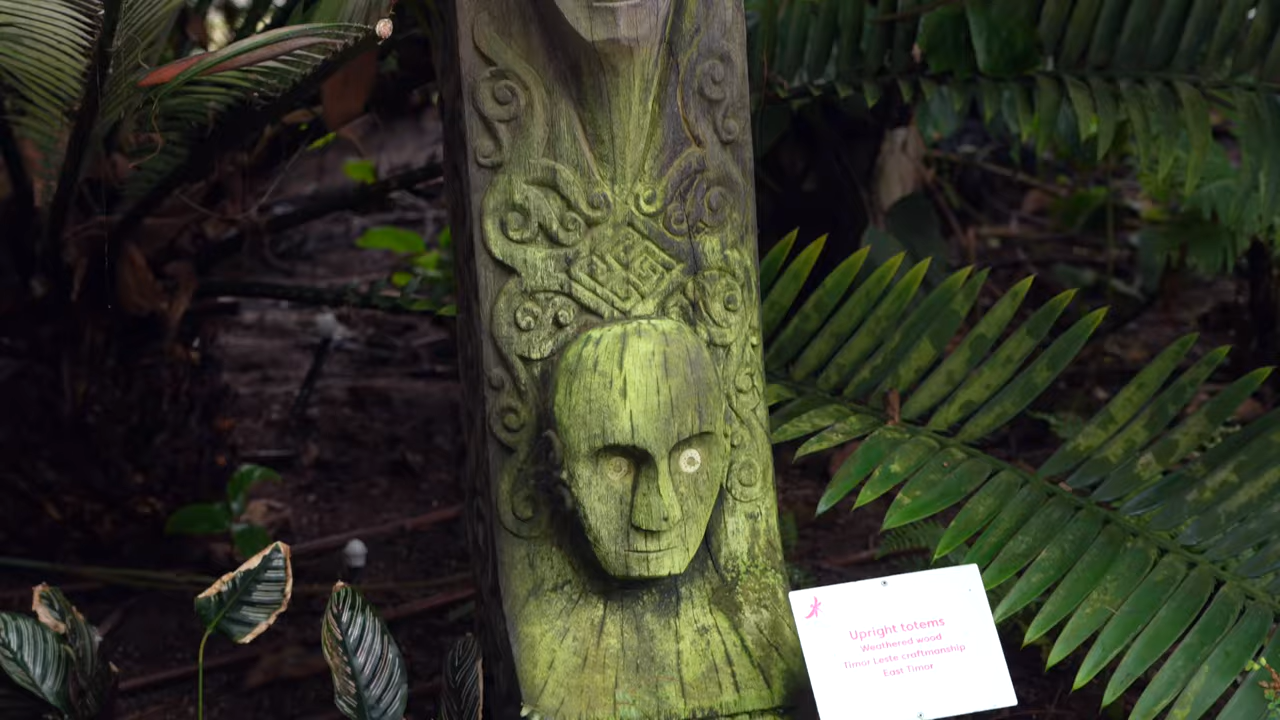 Upright totems
Weathered wood
Timor Leste craftmanship
East Timor